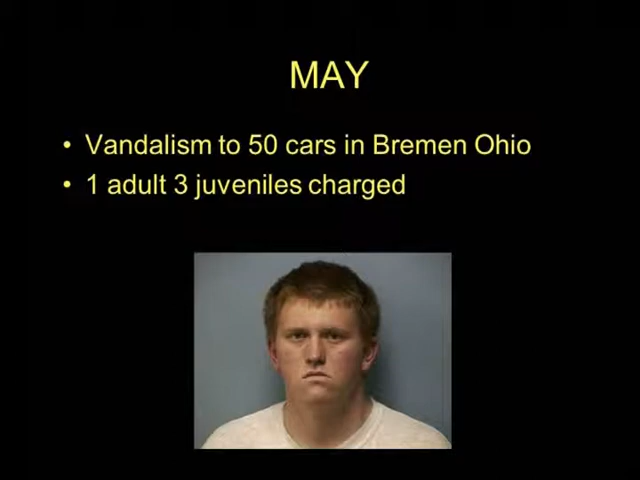 MAY
• Vandalism to 50 cars in Bremen Ohio
• 1 adult 3 juveniles charged